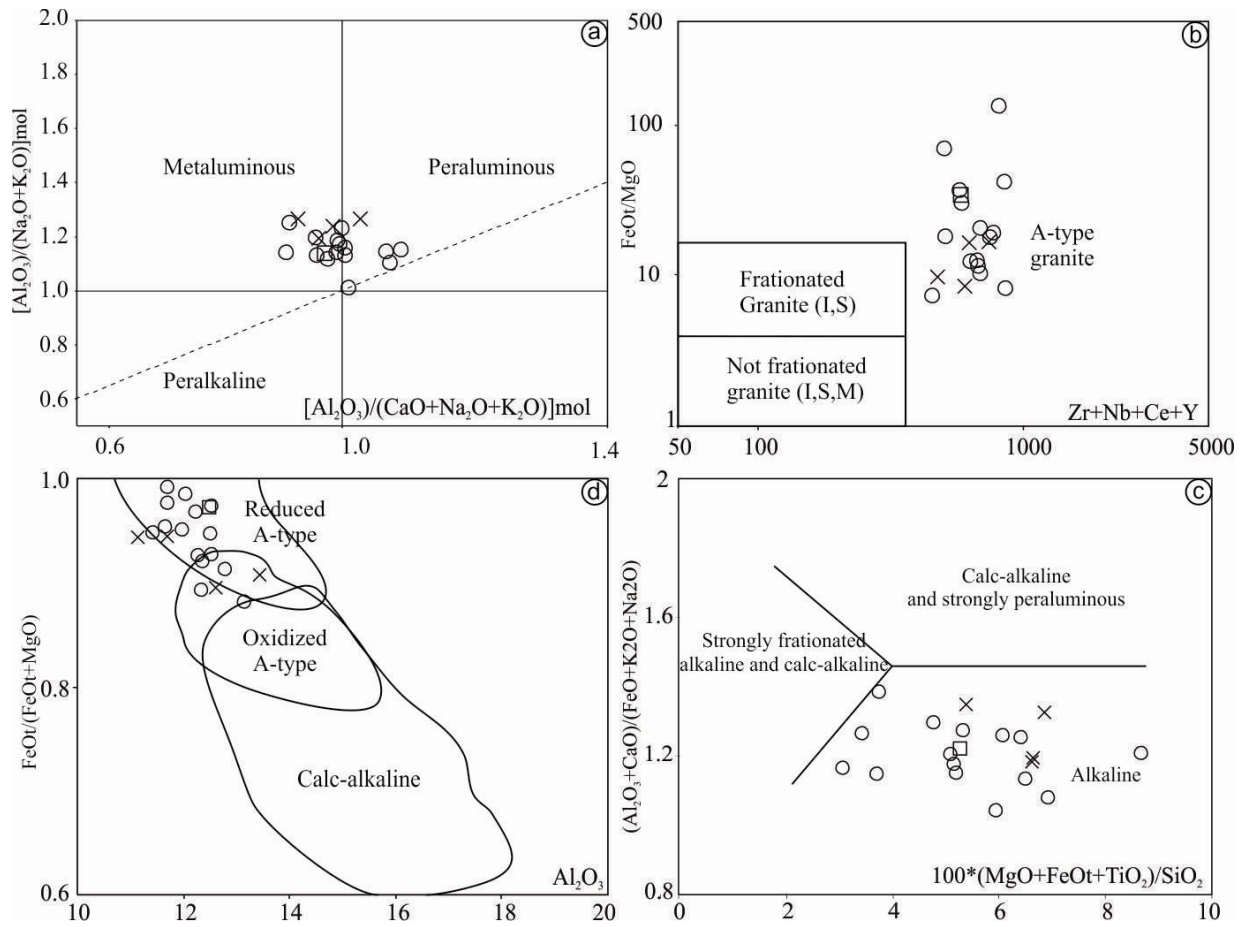 a
2.0
1.8
1.6
1.4
1.2
1.0
0.8
0.6
[Al₂O₃)/(Na₂O+K₂O)]mol
Metaluminous
Peraluminous
Peralkaline
[Al₂O₃)/(CaO+Na₂O+K₂O)]mol
0.6
1.0
1.4
b
500
100
10
1
FeOt/MgO
A-type
granite
Frationated
Granite (I,S)
Not frationated
granite (I,S,M)
Zr+Nb+Ce+Y
50
100
1000
5000
d
1.0
0.8
0.6
FeOt/(FeOt+MgO)
Reduced
A-type
Oxidized
A-type
Calc-alkaline
Al₂O₃
10
12
14
16
18
20
c
2
1.6
1.2
0.8
(Al₂O₃+CaO)/(FeO+K2O+Na2O)
Calc-alkaline
and strongly peraluminous
Strongly frationated
alkaline and calc-alkaline
Alkaline
100*(MgO+FeOt+TiO₂)/SiO₂
0
2
4
6
8
10